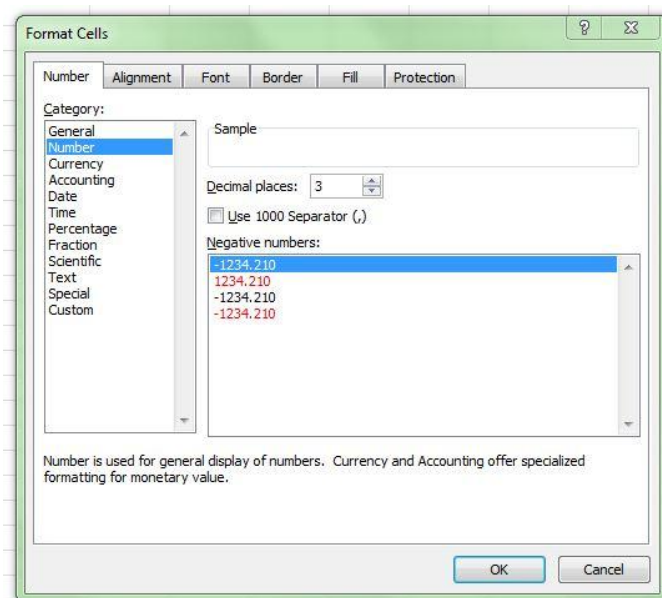 Format Cells
Number Alignment Font Border Fill Protection
Category:
General
Number
Currency
Accounting
Date
Time
Percentage
Fraction
Scientific
Text
Special
Custom
Sample
Decimal places: 3
Use 1000 Separator (,)
Negative numbers:
-1234.210
1234.210
-1234.210
-1234.210
Number is used for general display of numbers. Currency and Accounting offer specialized
formatting for monetary value.
OK Cancel